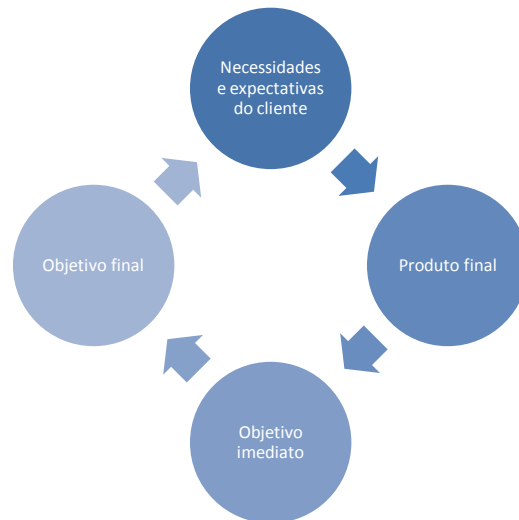 Necessidades
e expectativas
do cliente
Produto final
Objetivo
imediato
Objetivo final